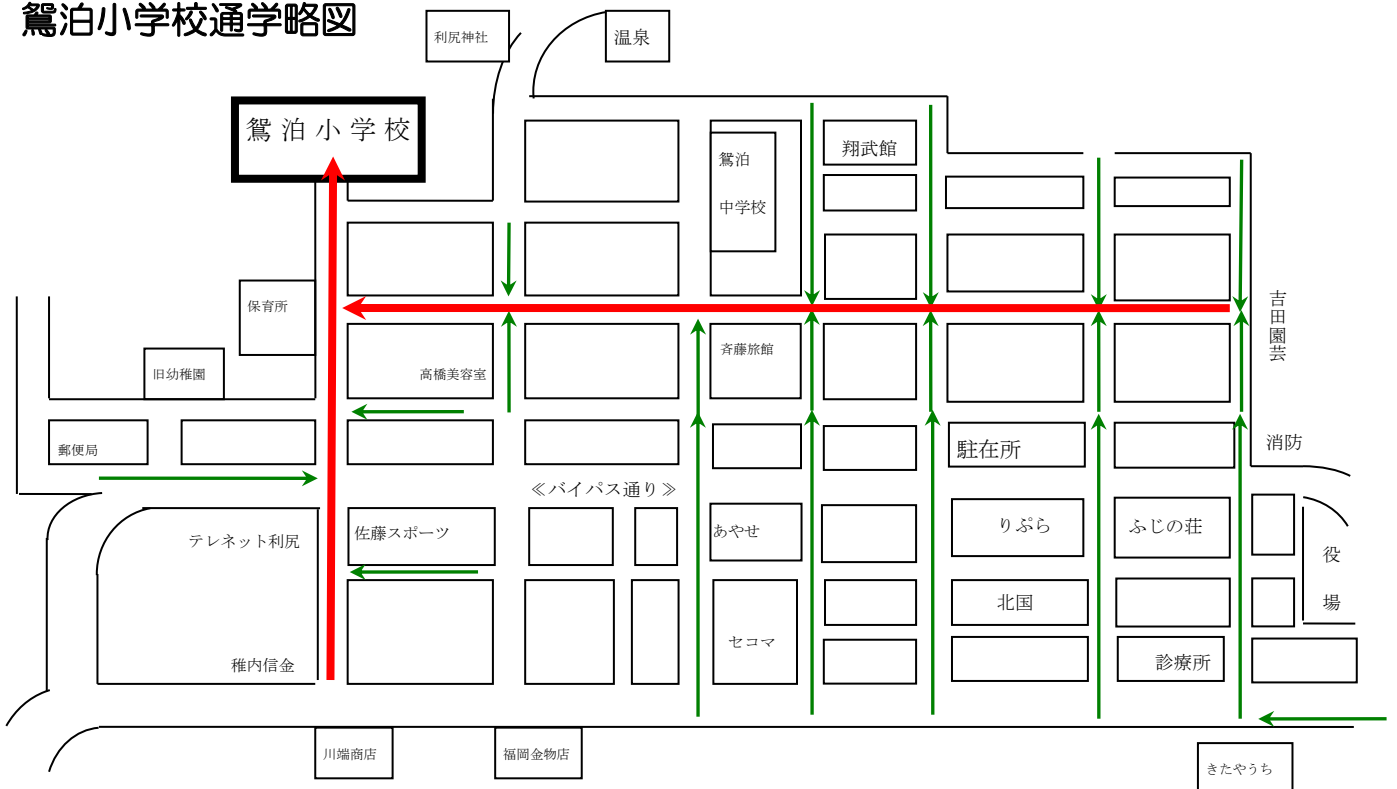 鴛泊小学校通学略図
利尻神社
温泉
鴛泊小学校
鴛泊
中学校
翔武館
保育所
吉田園芸
旧幼稚園
高橋美容室
斉藤旅館
郵便局
駐在所
消防
≪バイパス通り≫
テレネット利尻
佐藤スポーツ
あやせ
りぷら
ふじの荘
役
場
北国
稚内信金
セコマ
診療所
川端商店
福岡金物店
きたやうち